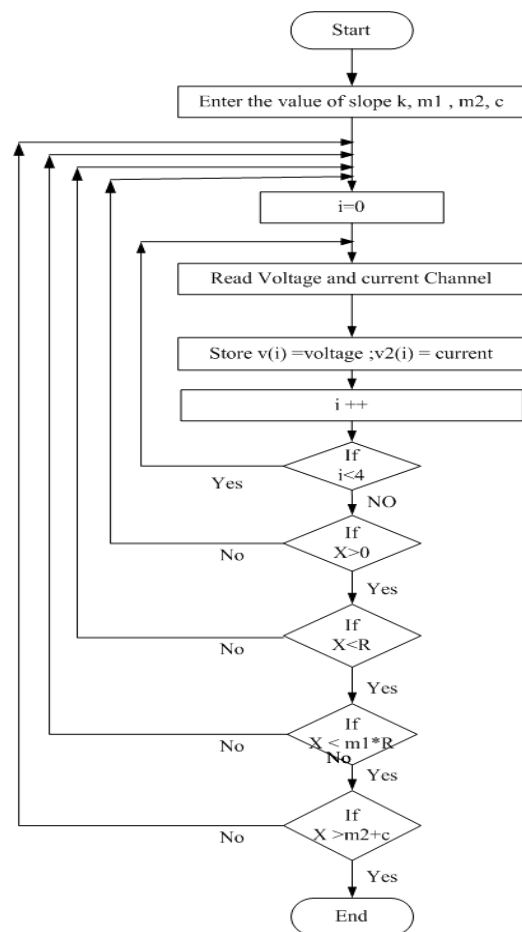 Start
Enter the value of slope k, m1 , m2, c
i=0
Read Voltage and current Channel
Store v(i) =voltage ;v2(i) = current
i ++
If
i<4
Yes
NO
If
X>0
No
Yes
If
X<R
No
Yes
If
X < m1*R
No
No
Yes
If
X >m2+c
No
Yes
End